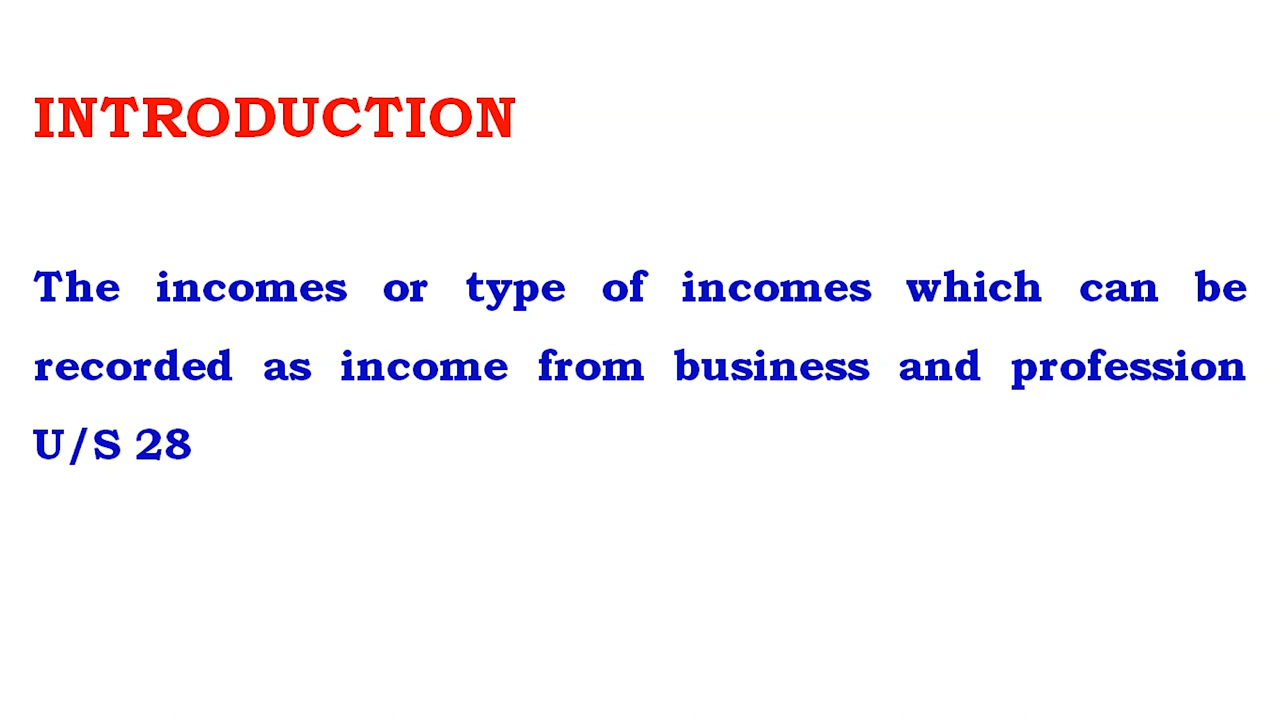 INTRODUCTION
The incomes or type of incomes which can be
recorded as income from business and profession
U/S 28